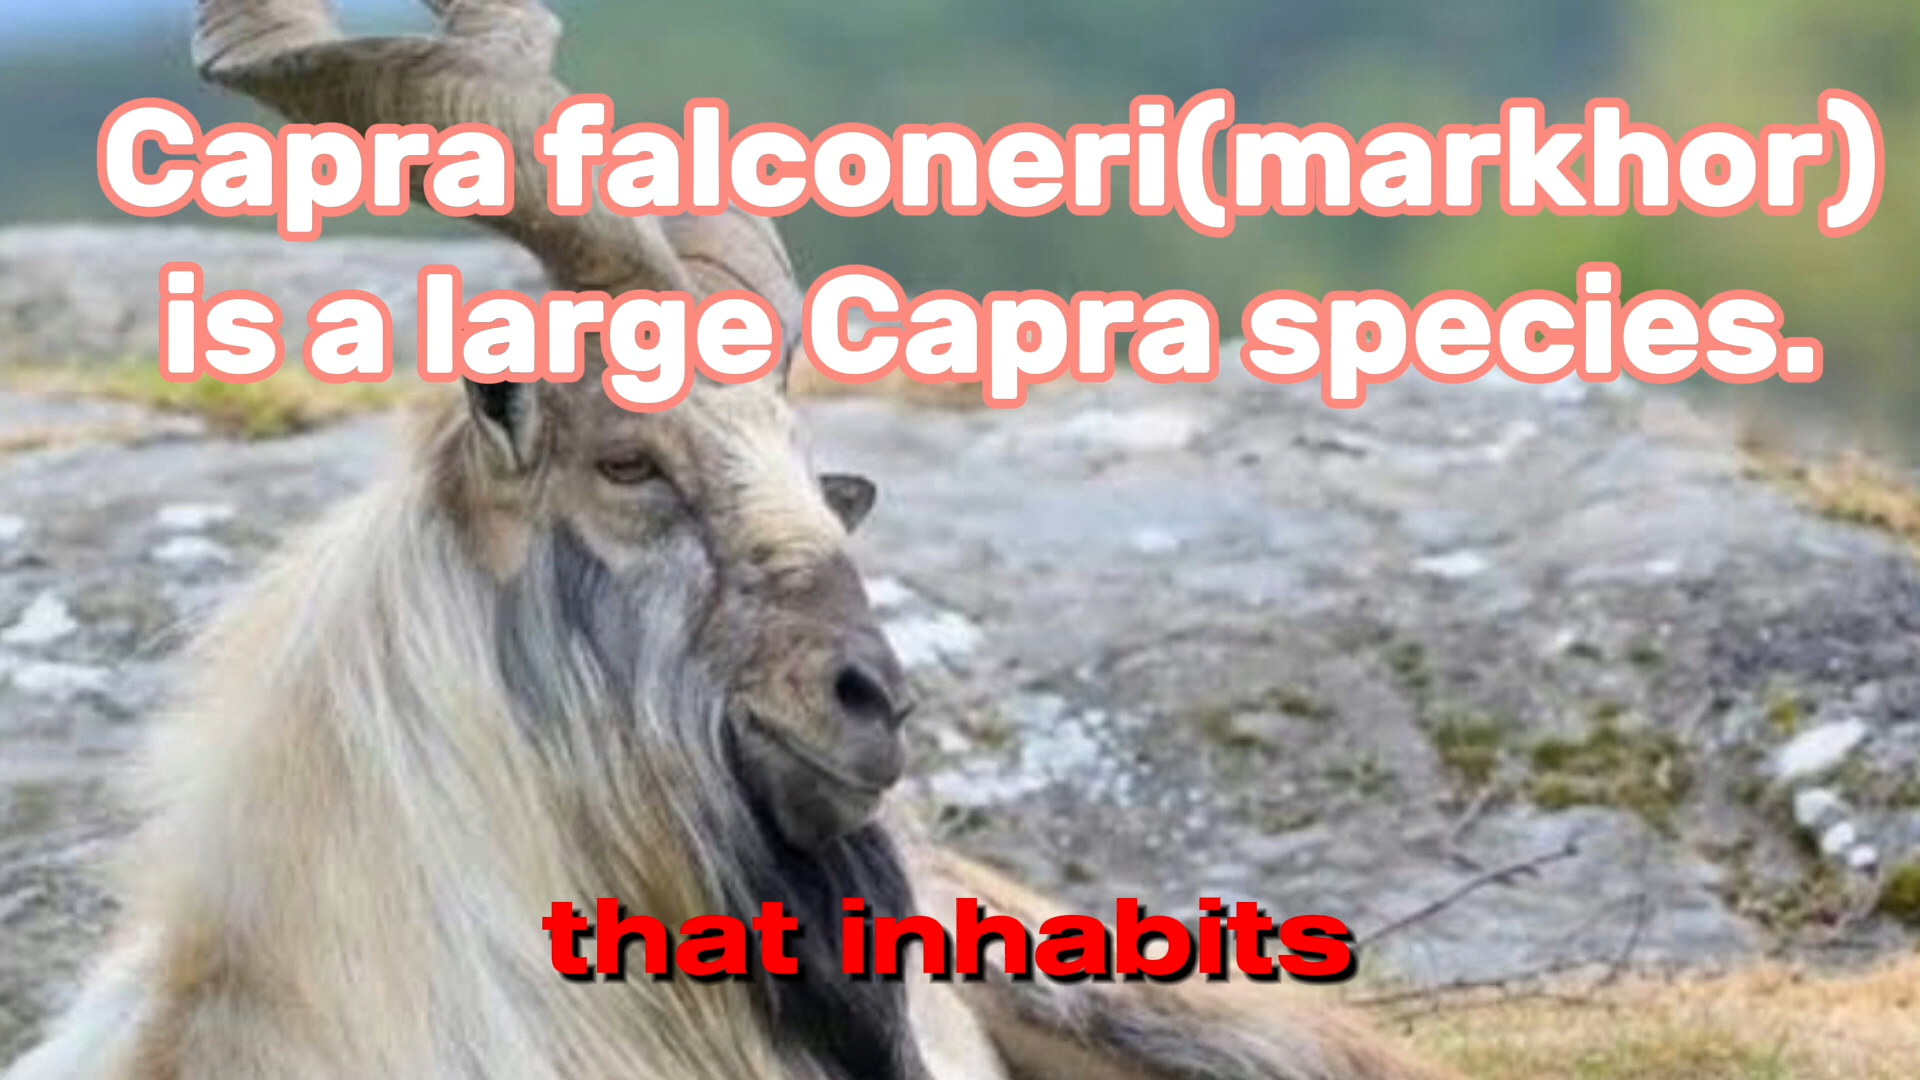 Capra falconeri(markhor)
is a large Capra species.
that inhabits